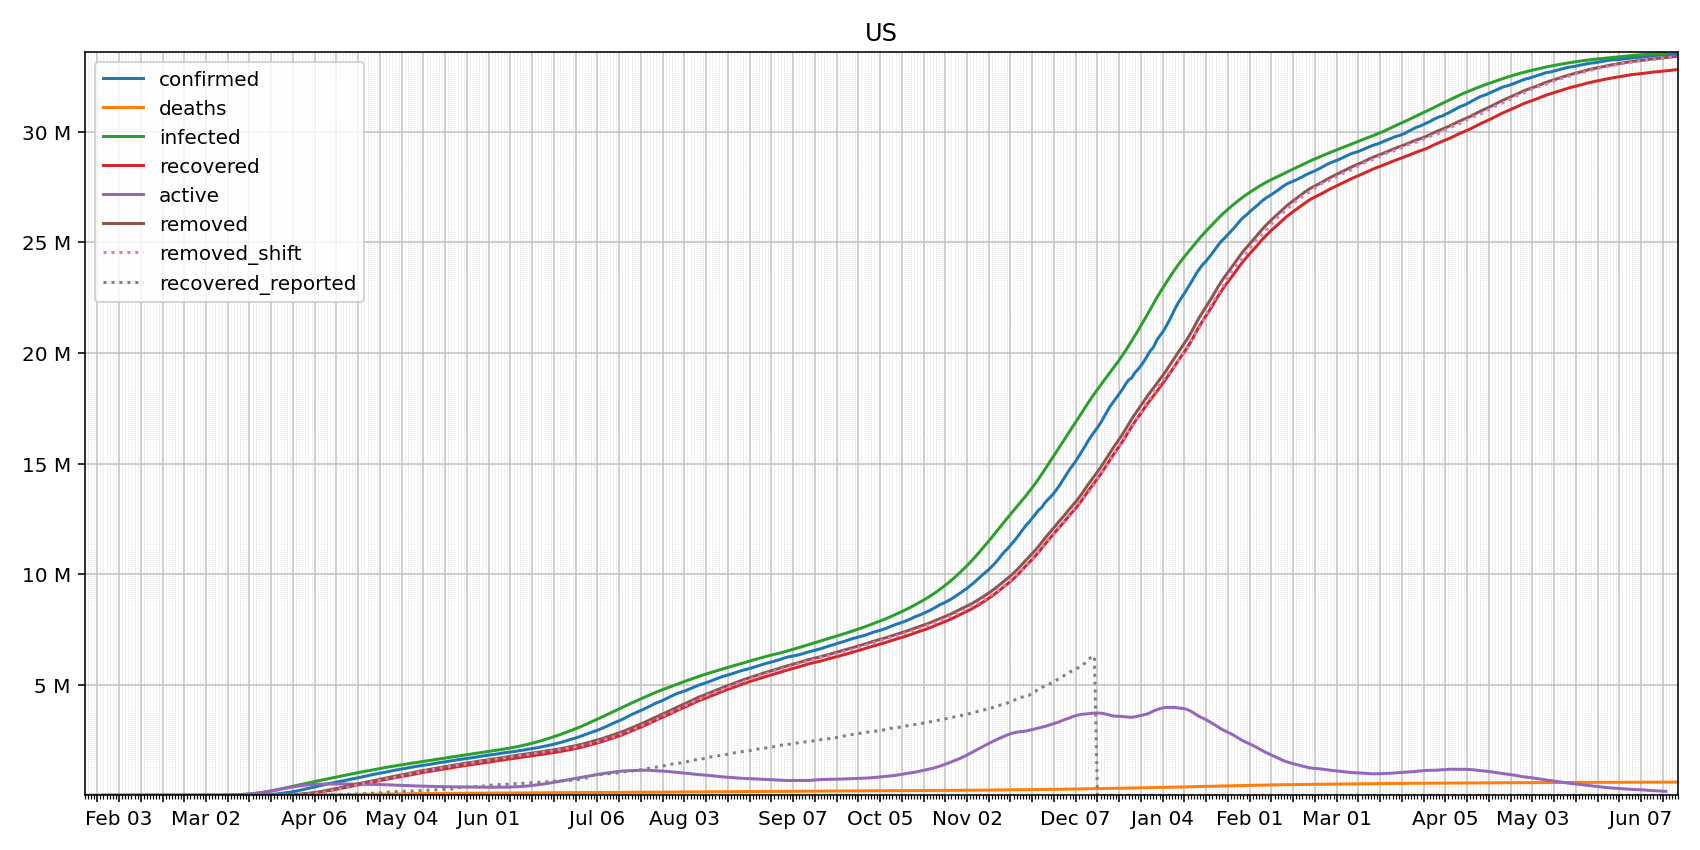 US
confirmed
deaths
infected
recovered
active
removed
removed_shift
recovered_reported
30 M
25 M
20 M
15 M
10 M
5 M
Feb 03 Mar 02 Apr 06 May 04 Jun 01 Jul 06 Aug 03 Sep 07 Oct 05 Nov 02 Dec 07 Jan 04 Feb 01 Mar 01 Apr 05 May 03 Jun 07